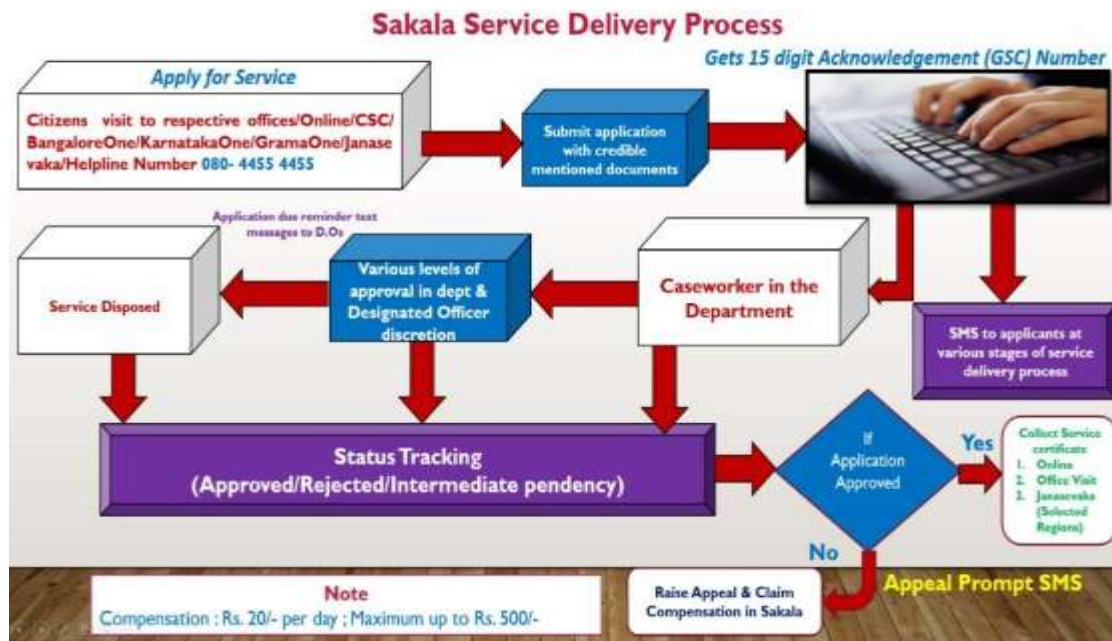 Sakala Service Delivery Process
Gets 15 digit Acknowledgement (GSC) Number
Apply for Service
Citizens visit to respective offices/Online/CSC/
BangaloreOne/KarnatakaOne/GramaOne/Janase
vaka/Helpline Number 080- 4455 4455
Submit application
with credible
mentioned documents
Application due reminder text
messages to D.Os
Service Disposed
Various levels of
approval in dept &
Designated Officer
discretion
Caseworker in the
Department
SMS to applicants at
various stages of service
delivery process
Status Tracking
(Approved/Rejected/Intermediate pendency)
If
Application
Approved
Yes
Collect Service
certificate
1. Online
2. Office Visit
3. Janasevaka
(Selected
Regions)
No
Appeal Prompt SMS
Raise Appeal & Claim
Compensation in Sakala
Note
Compensation : Rs. 20/- per day ; Maximum up to Rs. 500/-